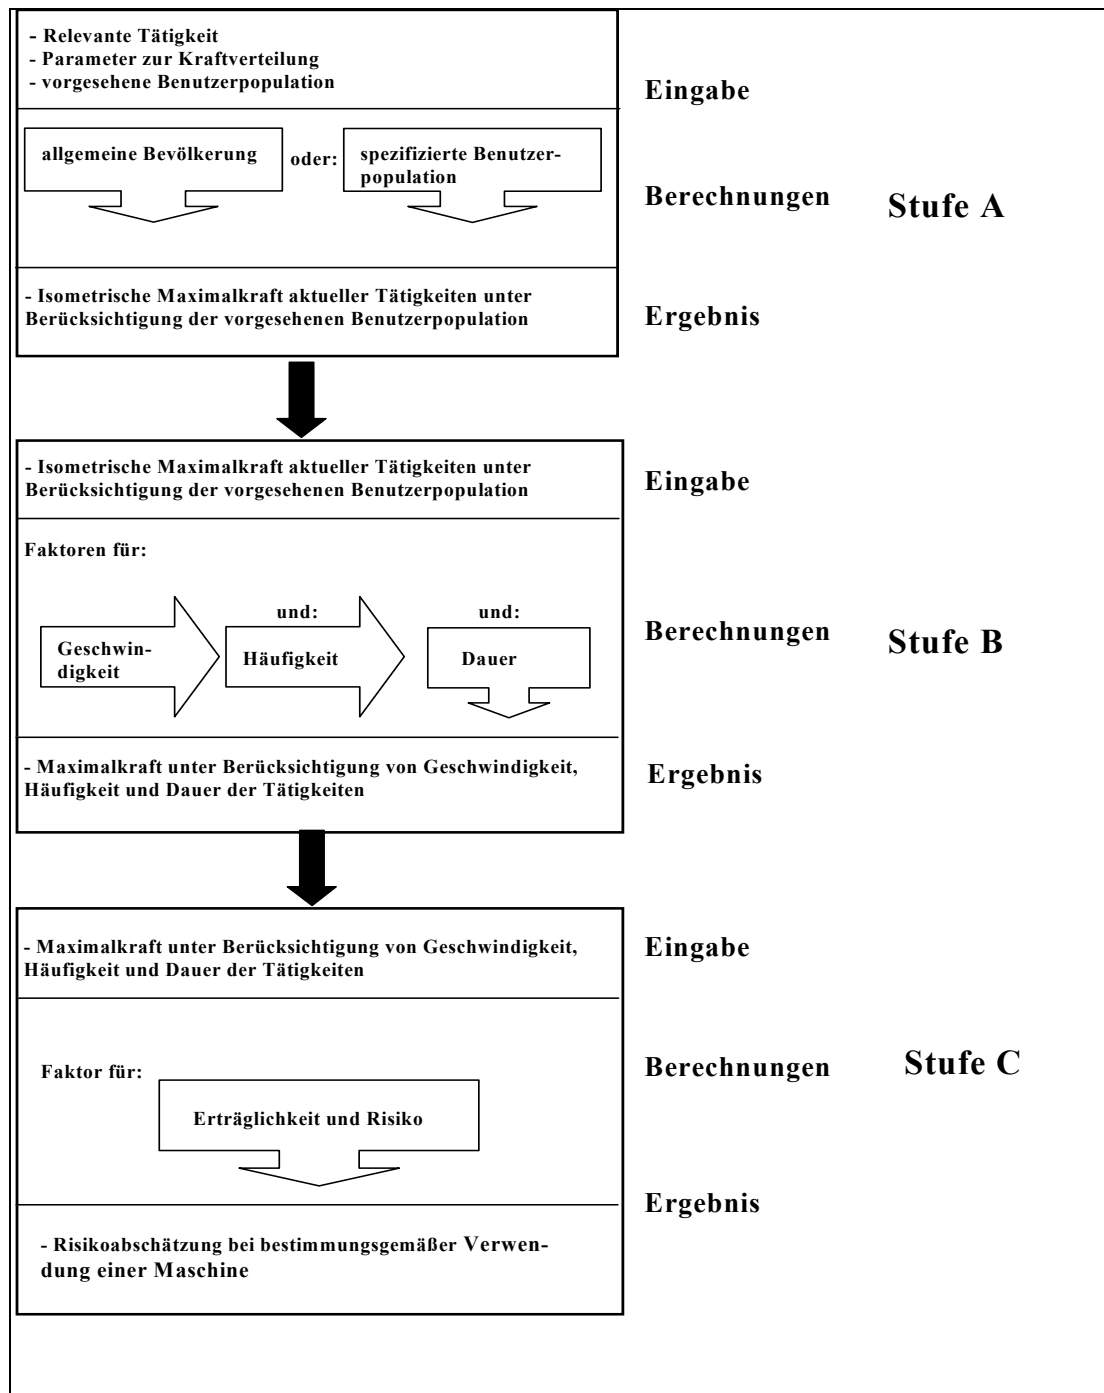 - Relevante Tätigkeit
- Parameter zur Kraftverteilung
- vorgesehene Benutzerpopulation
Eingabe
allgemeine Bevölkerung
oder:
spezifizierte Benutzer-
population
Berechnungen
Stufe A
- Isometrische Maximalkraft aktueller Tätigkeiten unter
Berücksichtigung der vorgesehenen Benutzerpopulation
Ergebnis
- Isometrische Maximalkraft aktueller Tätigkeiten unter
Berücksichtigung der vorgesehenen Benutzerpopulation
Eingabe
Faktoren für:
Geschwin-
digkeit
und:
Häufigkeit
und:
Dauer
Berechnungen
Stufe B
- Maximalkraft unter Berücksichtigung von Geschwindigkeit,
Häufigkeit und Dauer der Tätigkeiten
Ergebnis
- Maximalkraft unter Berücksichtigung von Geschwindigkeit,
Häufigkeit und Dauer der Tätigkeiten
Eingabe
Faktor für:
Erträglichkeit und Risiko
Berechnungen
Stufe C
Ergebnis
- Risikoabschätzung bei bestimmungsgemäßer Verwen-
dung einer Maschine